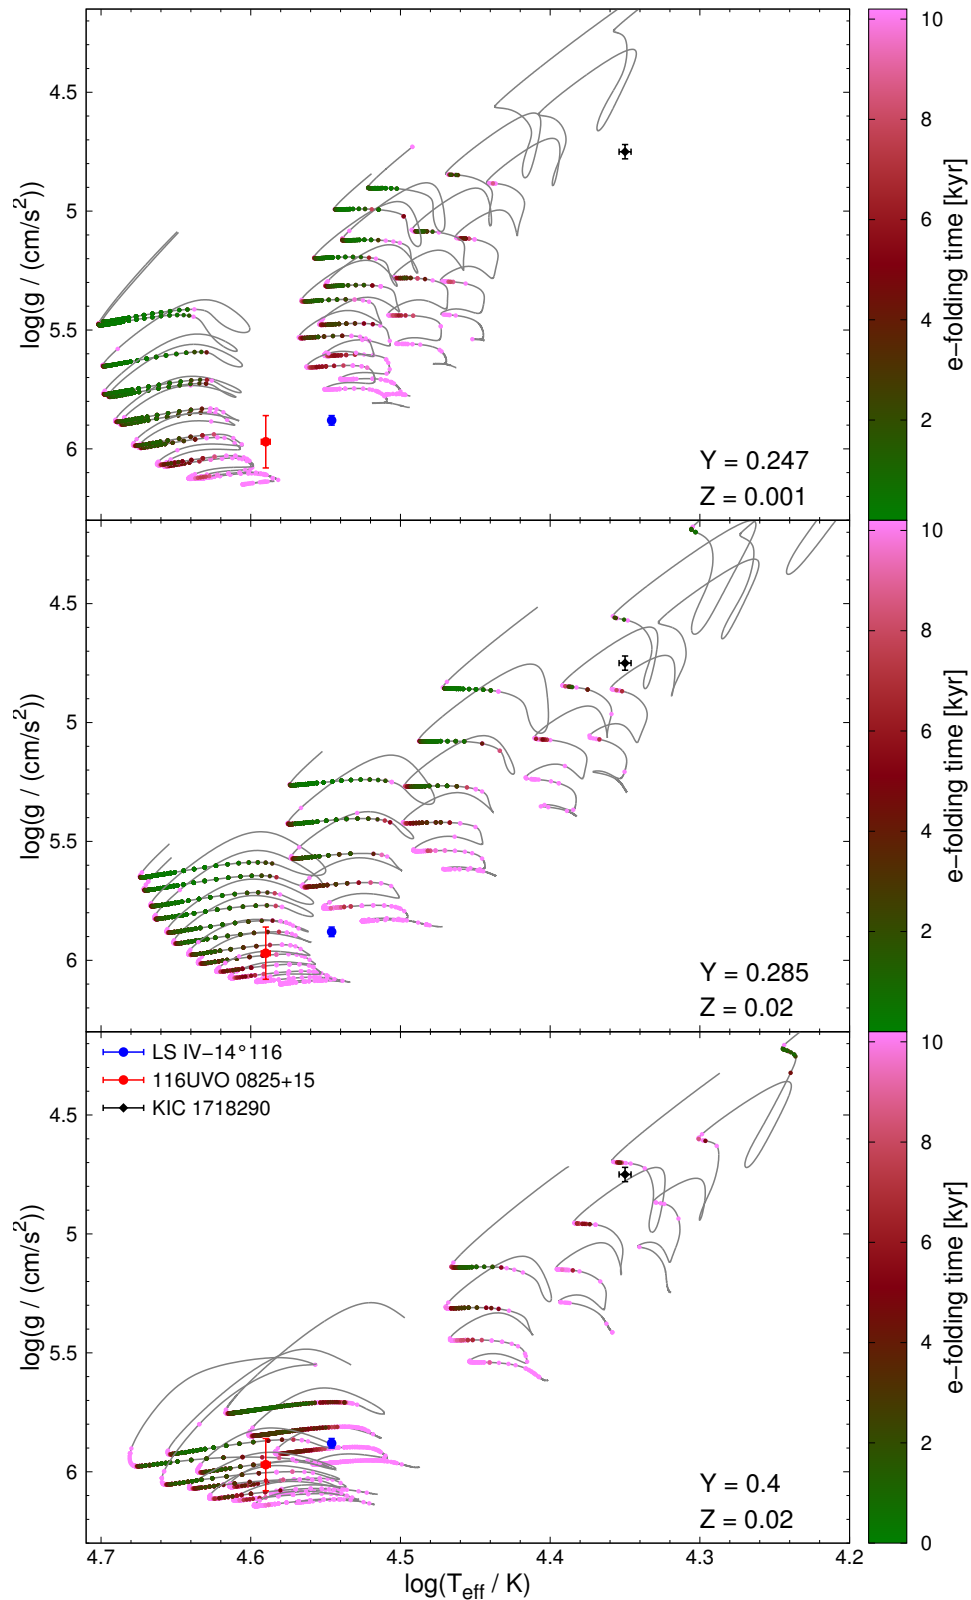 log(g / (cm/s²))
4.5
5
5.5
6
Y = 0.247
Z = 0.001
10
8
6
4
2
e-folding time [kyr]
log(g / (cm/s²))
4.5
5
5.5
6
Y = 0.285
Z = 0.02
10
8
6
4
2
e-folding time [kyr]
LS IV−14°116
116UVO 0825+15
KIC 1718290
log(g / (cm/s²))
4.5
5
5.5
6
Y = 0.4
Z = 0.02
10
8
6
4
2
0
e-folding time [kyr]
4.7 4.6 4.5 4.4 4.3 4.2
log(Teff / K)